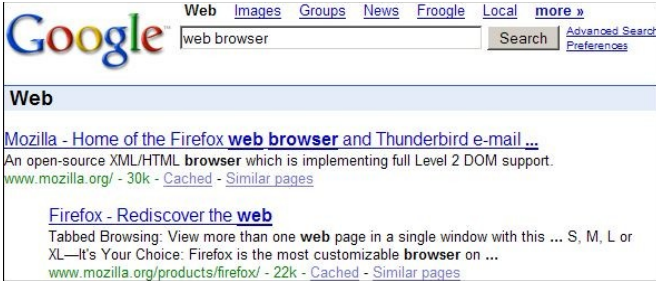 Web Images Groups News Froogle Local more »
Google™
web browser Search Advanced Search
Preferences
Web
Mozilla - Home of the Firefox web browser and Thunderbird e-mail ...
An open-source XML/HTML browser which is implementing full Level 2 DOM support.
www.mozilla.org/ - 30k - Cached - Similar pages
Firefox - Rediscover the web
Tabbed Browsing: View more than one web page in a single window with this ... S, M, L or
XL—It's Your Choice: Firefox is the most customizable browser on ...
www.mozilla.org/products/firefox/ - 22k - Cached - Similar pages